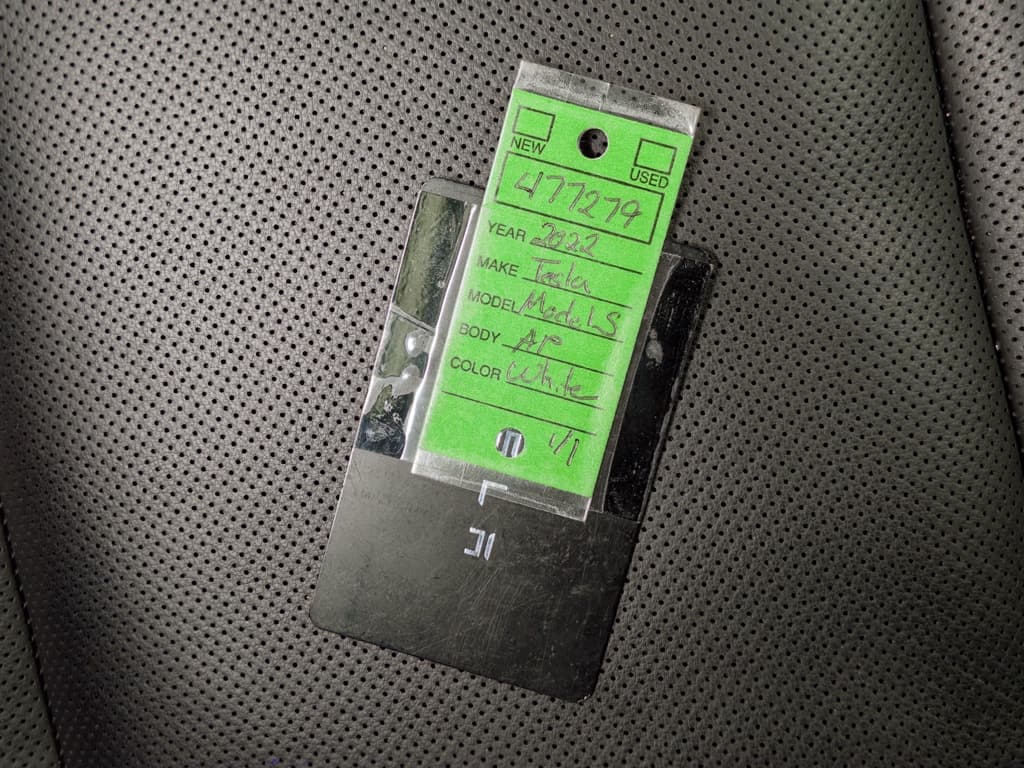 NEW USED
477279
YEAR 2022
MAKE Tesla
MODEL Model S
BODY AP
COLOR White
1/1